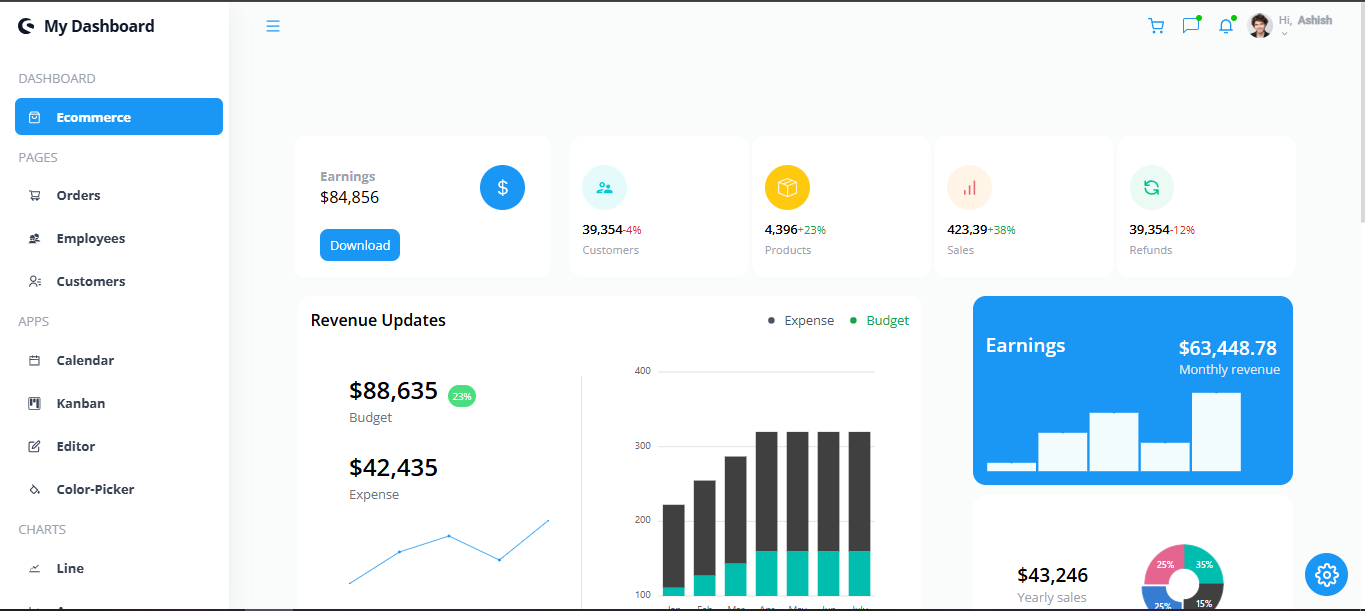 My Dashboard
Hi, Ashish
DASHBOARD
Ecommerce
PAGES
Orders
Employees
Customers
APPS
Calendar
Kanban
Editor
Color-Picker
CHARTS
Line
Earnings
$84,856
$
Download
39,354-4%
Customers
4,396+23%
Products
423,39+38%
Sales
39,354-12%
Refunds
Revenue Updates
Expense
Budget
$88,635
23%
Budget
$42,435
Expense
400
300
200
100
Jan Feb Mar Apr May Jun July
Earnings
$63,448.78
Monthly revenue
$43,246
Yearly sales
25%
35%
25%
15%